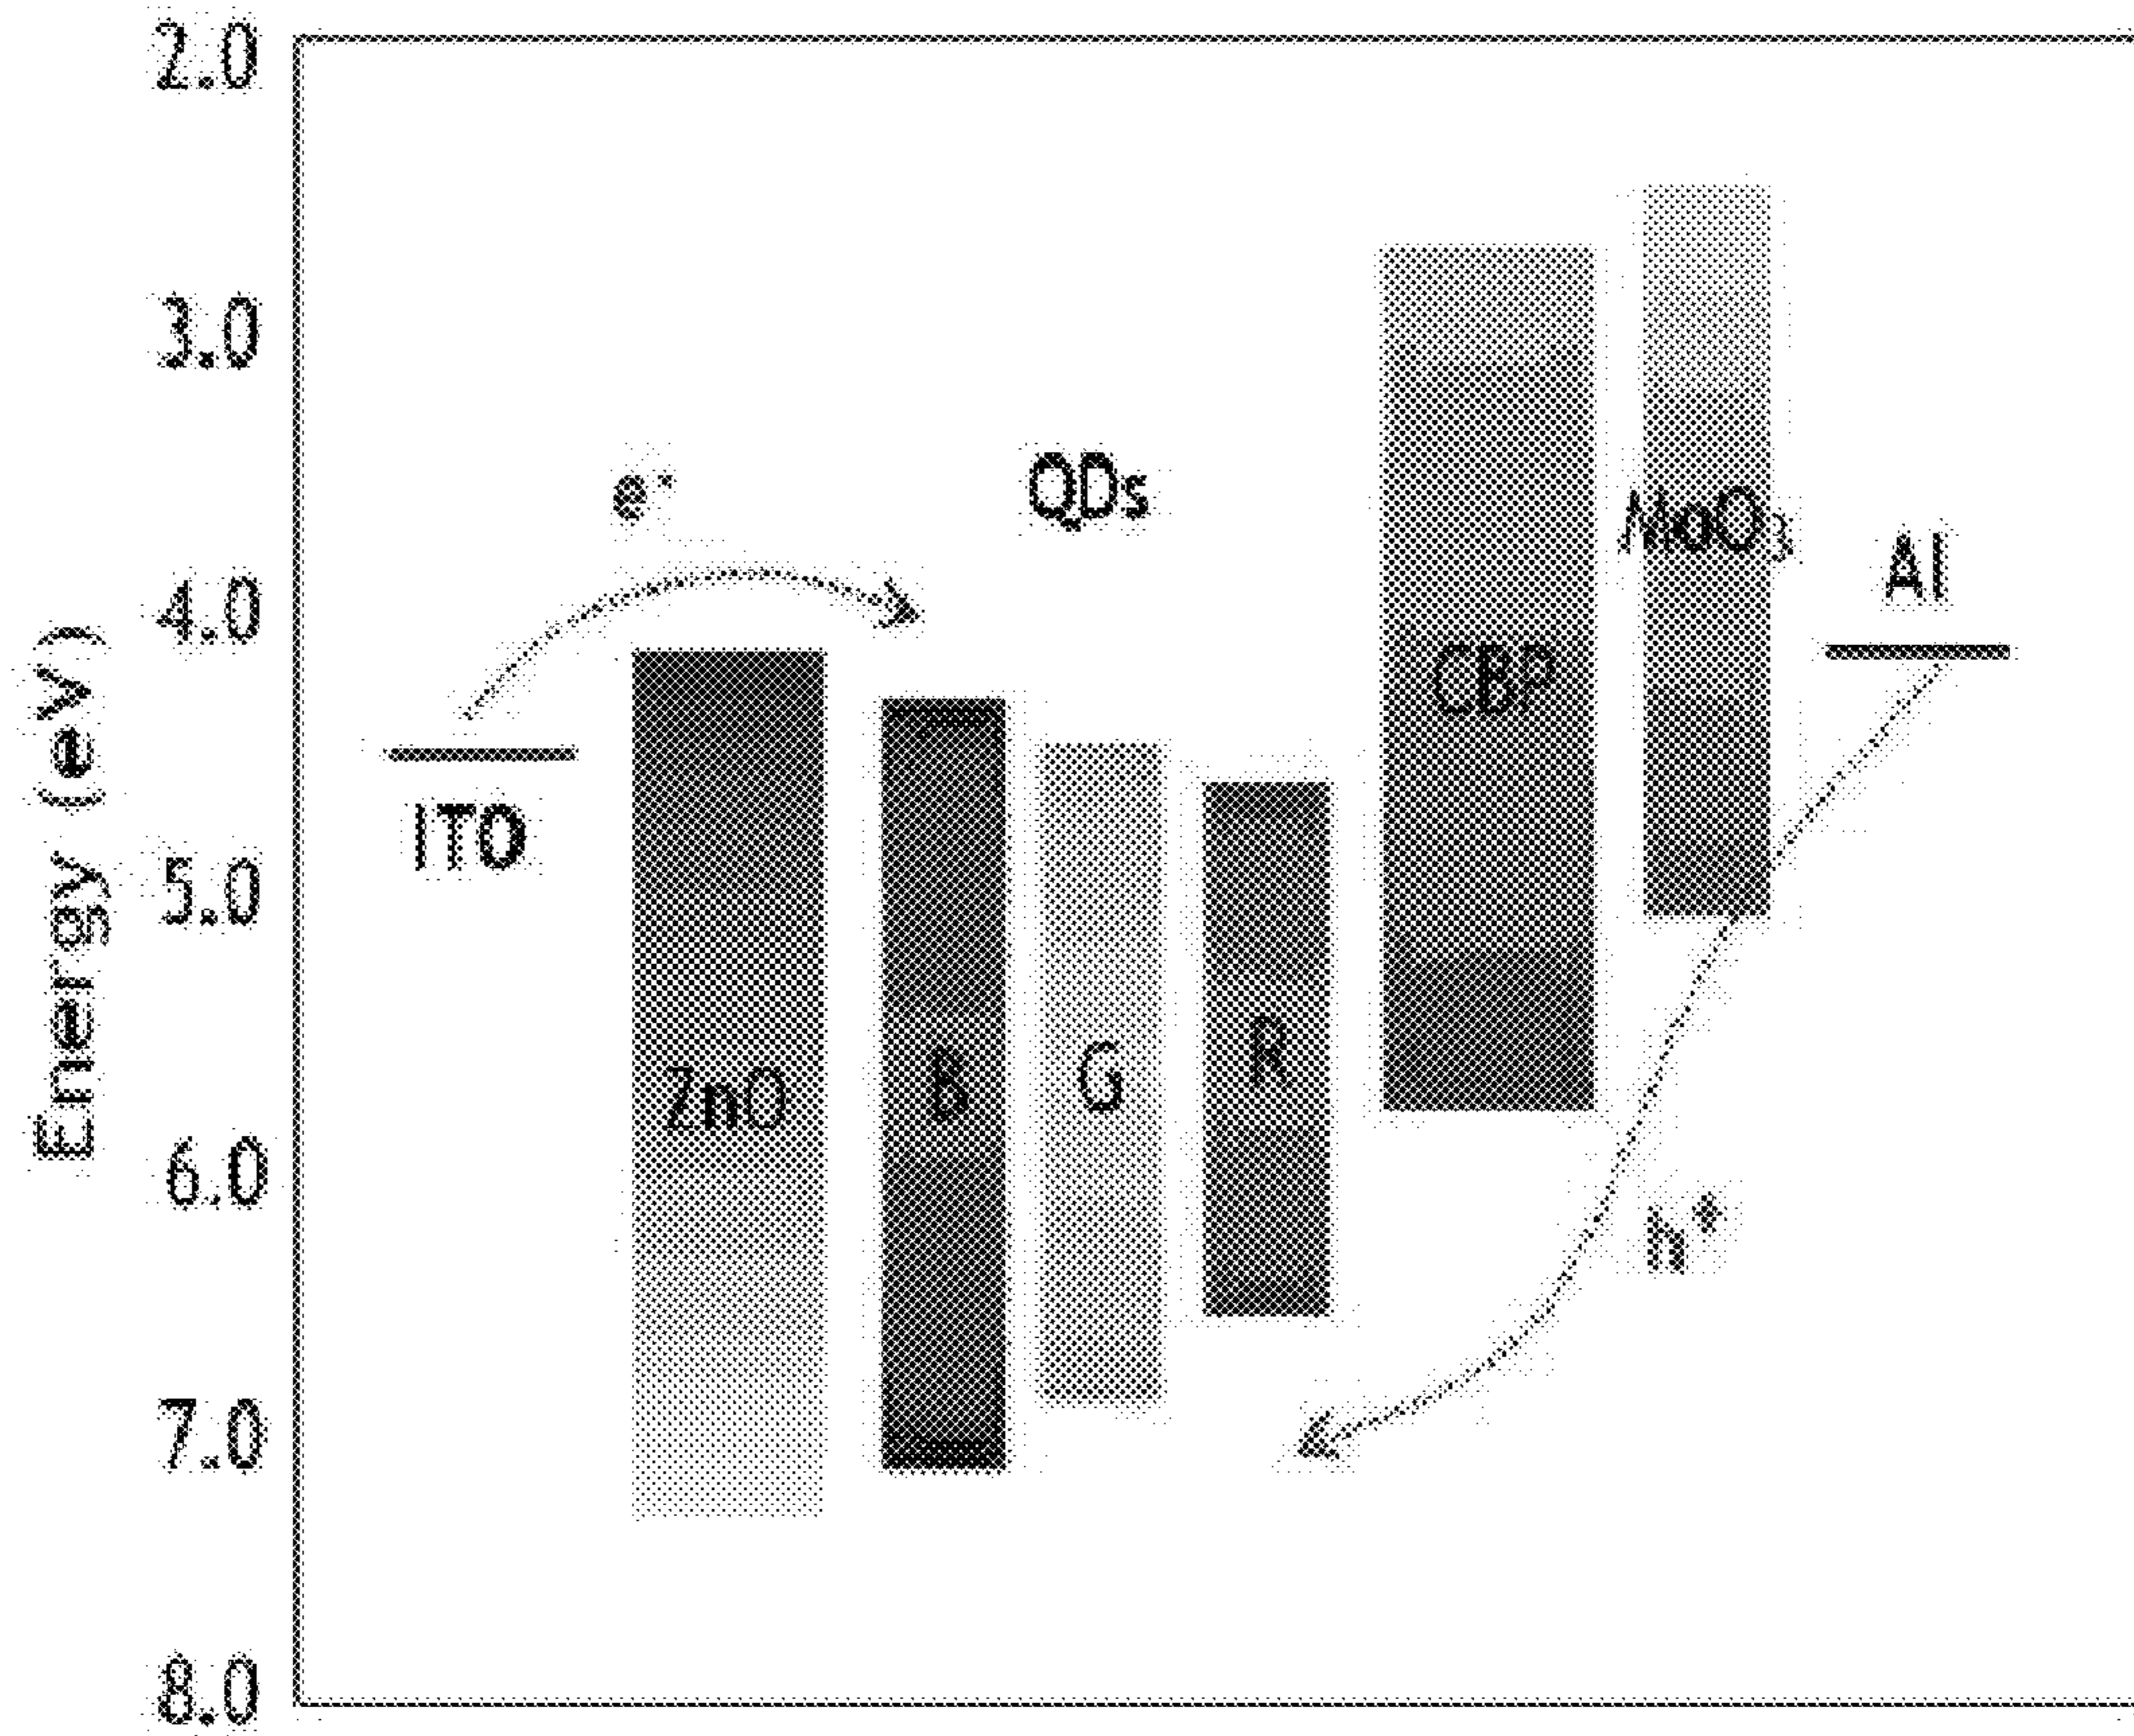 2.0
3.0
4.0
5.0
6.0
7.0
8.0
Energy (eV)
e⁻
QDs
MoO₃
Al
CBP
ITO
ZnO
B
G
R
h⁺